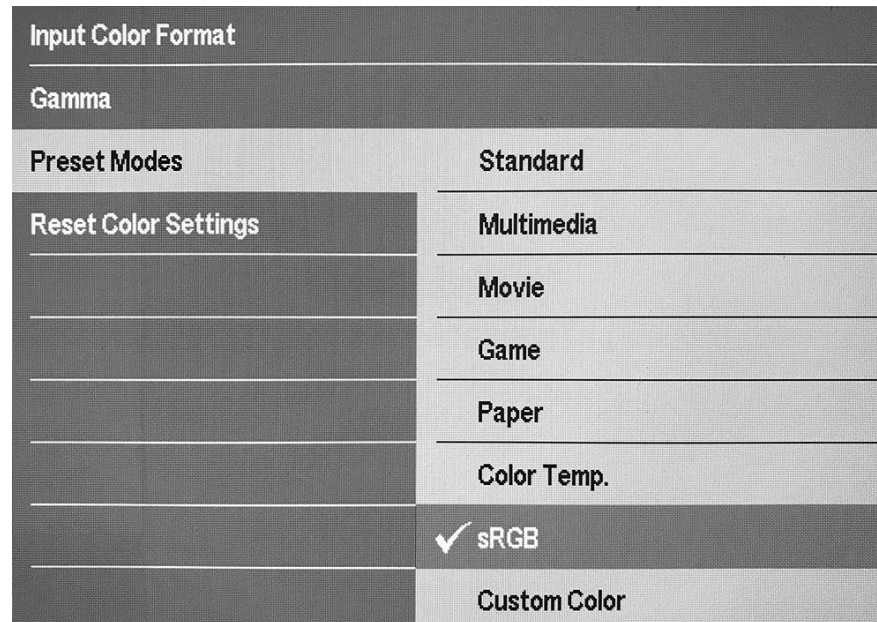 Input Color Format
Gamma
Preset Modes
Standard
Reset Color Settings
Multimedia
Movie
Game
Paper
Color Temp.
sRGB
Custom Color